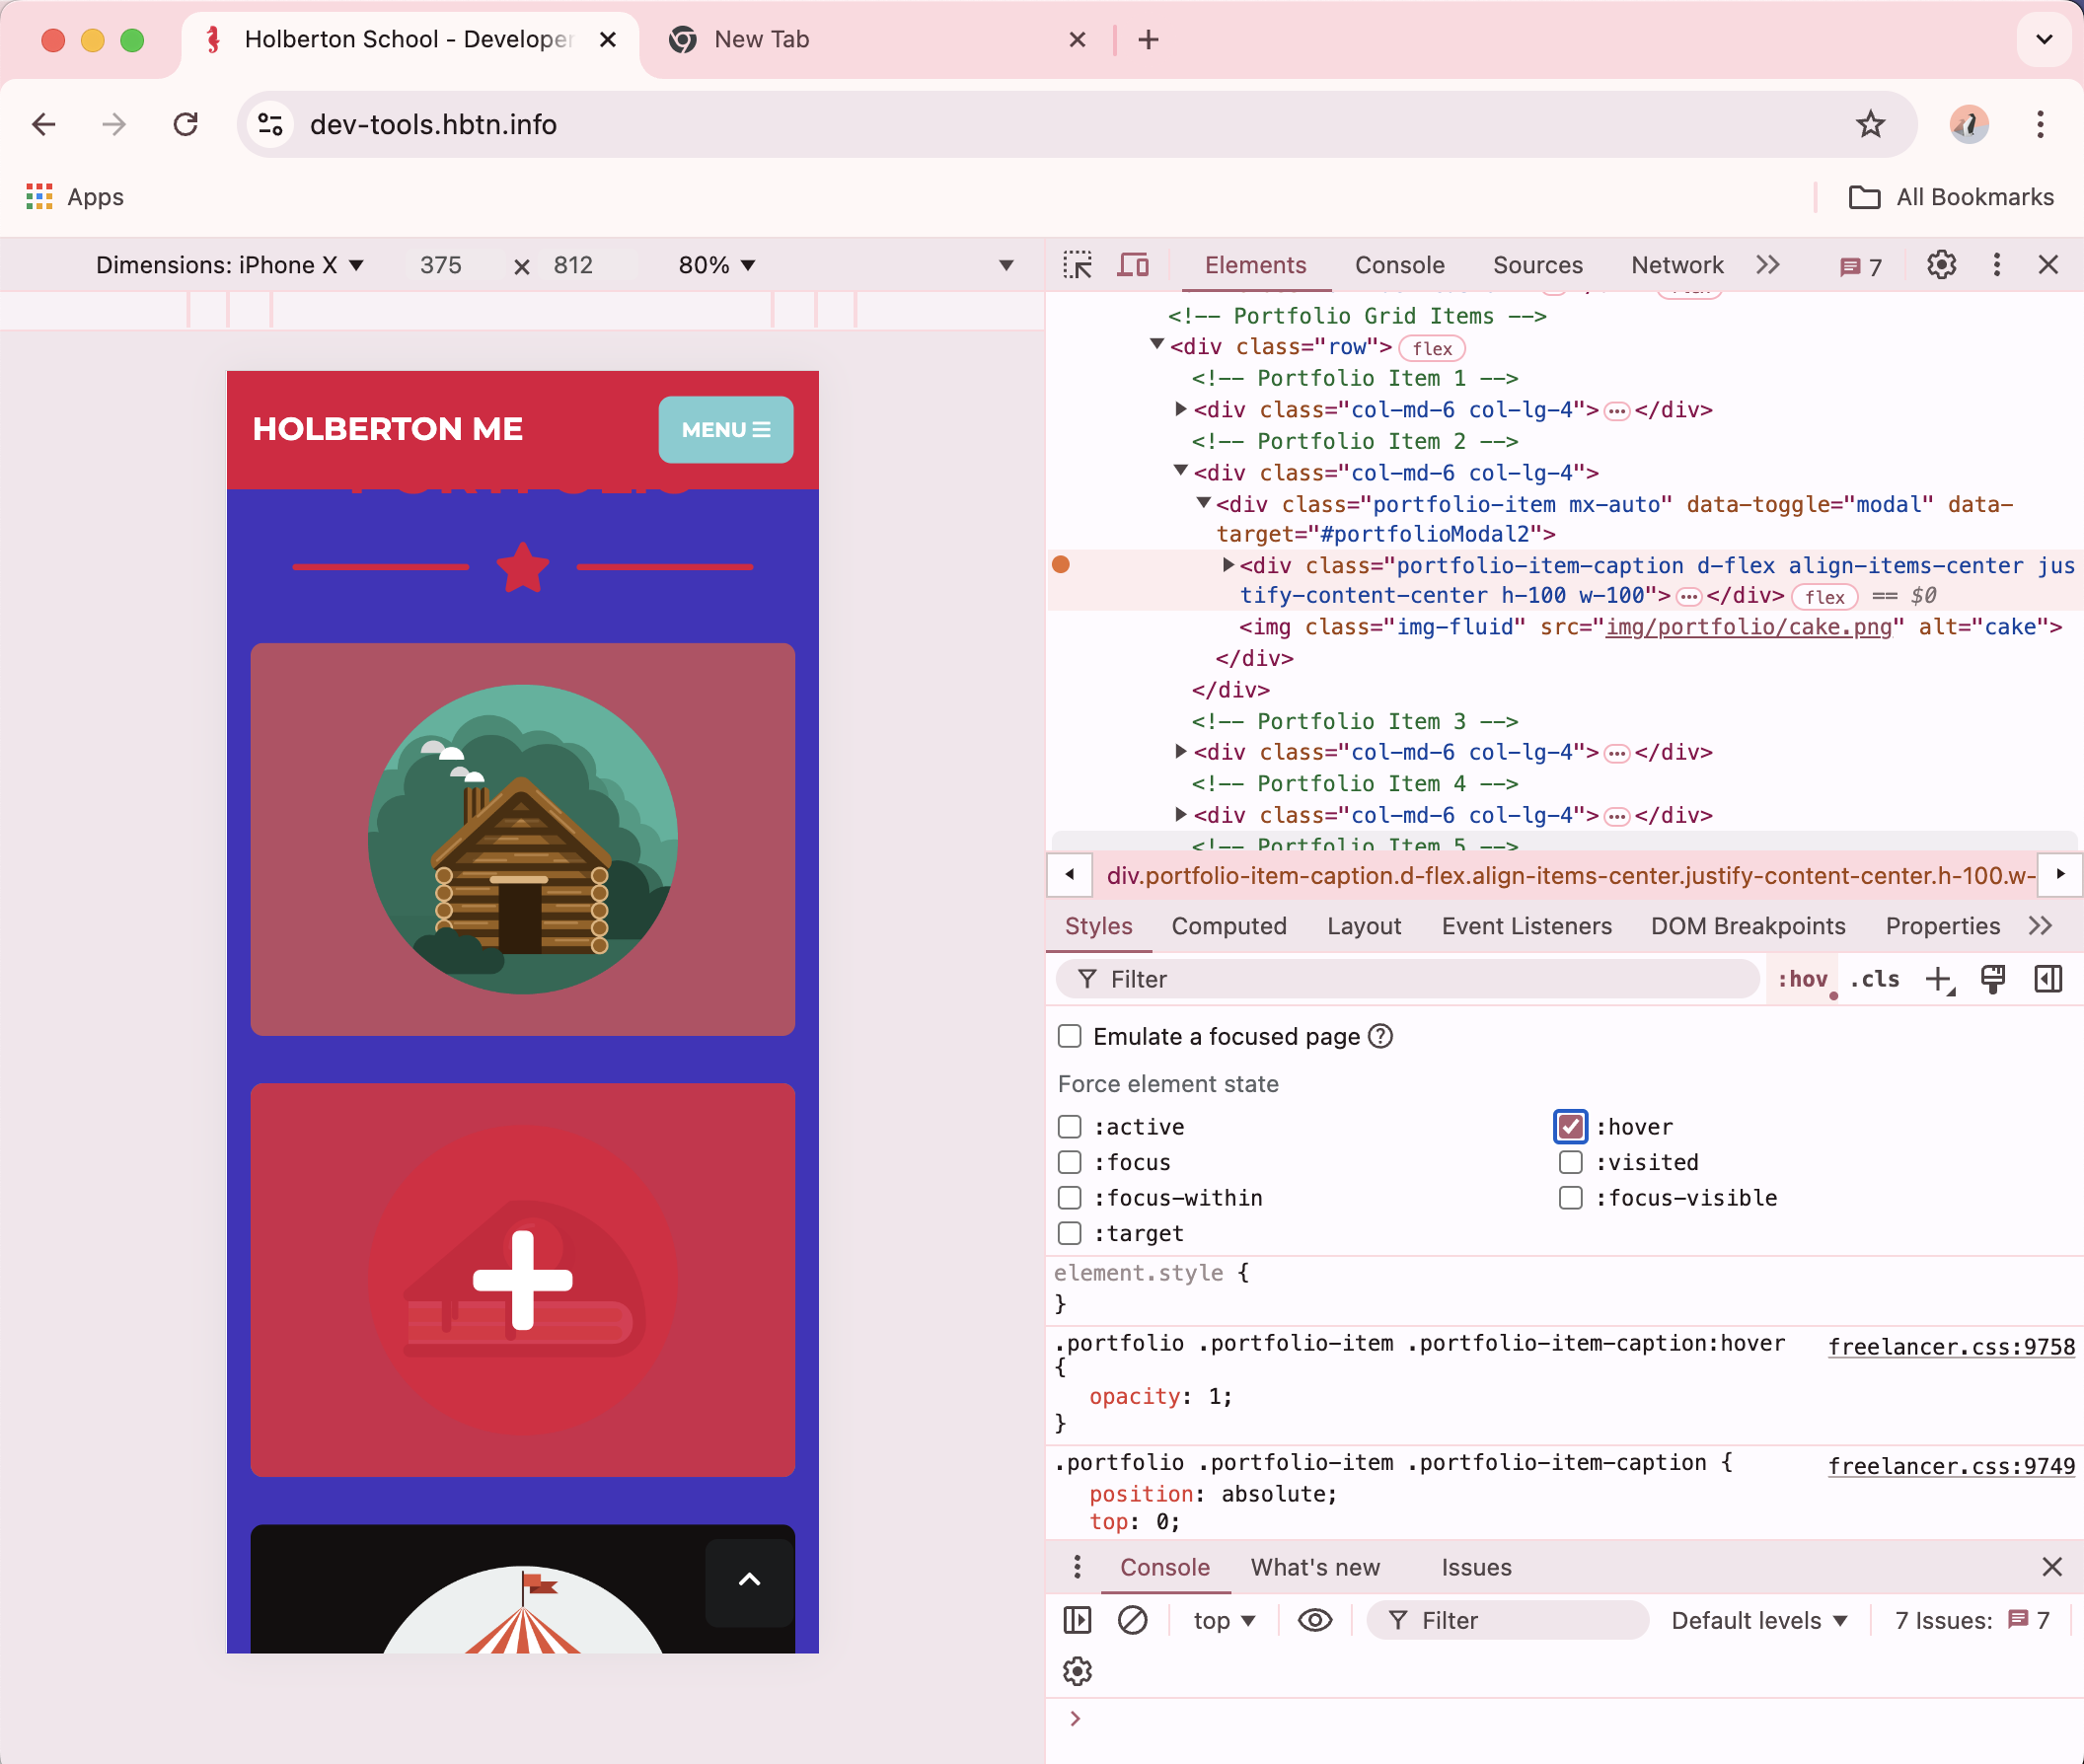 Holberton School - Developer
New Tab
dev-tools.hbtn.info
Apps
All Bookmarks
Dimensions: iPhone X
375 × 812
80%
Elements
Console
Sources
Network
7
<!-- Portfolio Grid Items -->
<div class="row"> flex
<!-- Portfolio Item 1 -->
<div class="col-md-6 col-lg-4"> … </div>
<!-- Portfolio Item 2 -->
<div class="col-md-6 col-lg-4">
<div class="portfolio-item mx-auto" data-toggle="modal" data-
target="#portfolioModal2">
<div class="portfolio-item-caption d-flex align-items-center jus
tify-content-center h-100 w-100"> … </div> flex == $0
<img class="img-fluid" src="img/portfolio/cake.png" alt="cake">
</div>
</div>
<!-- Portfolio Item 3 -->
<div class="col-md-6 col-lg-4"> … </div>
<!-- Portfolio Item 4 -->
<div class="col-md-6 col-lg-4"> … </div>
<!-- Portfolio Item 5 -->
div.portfolio-item-caption.d-flex.align-items-center.justify-content-center.h-100.w-
Styles
Computed
Layout
Event Listeners
DOM Breakpoints
Properties
Filter
:hov
.cls
Emulate a focused page
Force element state
:active
:hover
:focus
:visited
:focus-within
:focus-visible
:target
element.style {
}
.portfolio .portfolio-item .portfolio-item-caption:hover
freelancer.css:9758
{
opacity: 1;
}
.portfolio .portfolio-item .portfolio-item-caption {
freelancer.css:9749
position: absolute;
top: 0;
Console
What's new
Issues
top
Filter
Default levels
7 Issues: 7
HOLBERTON ME
MENU